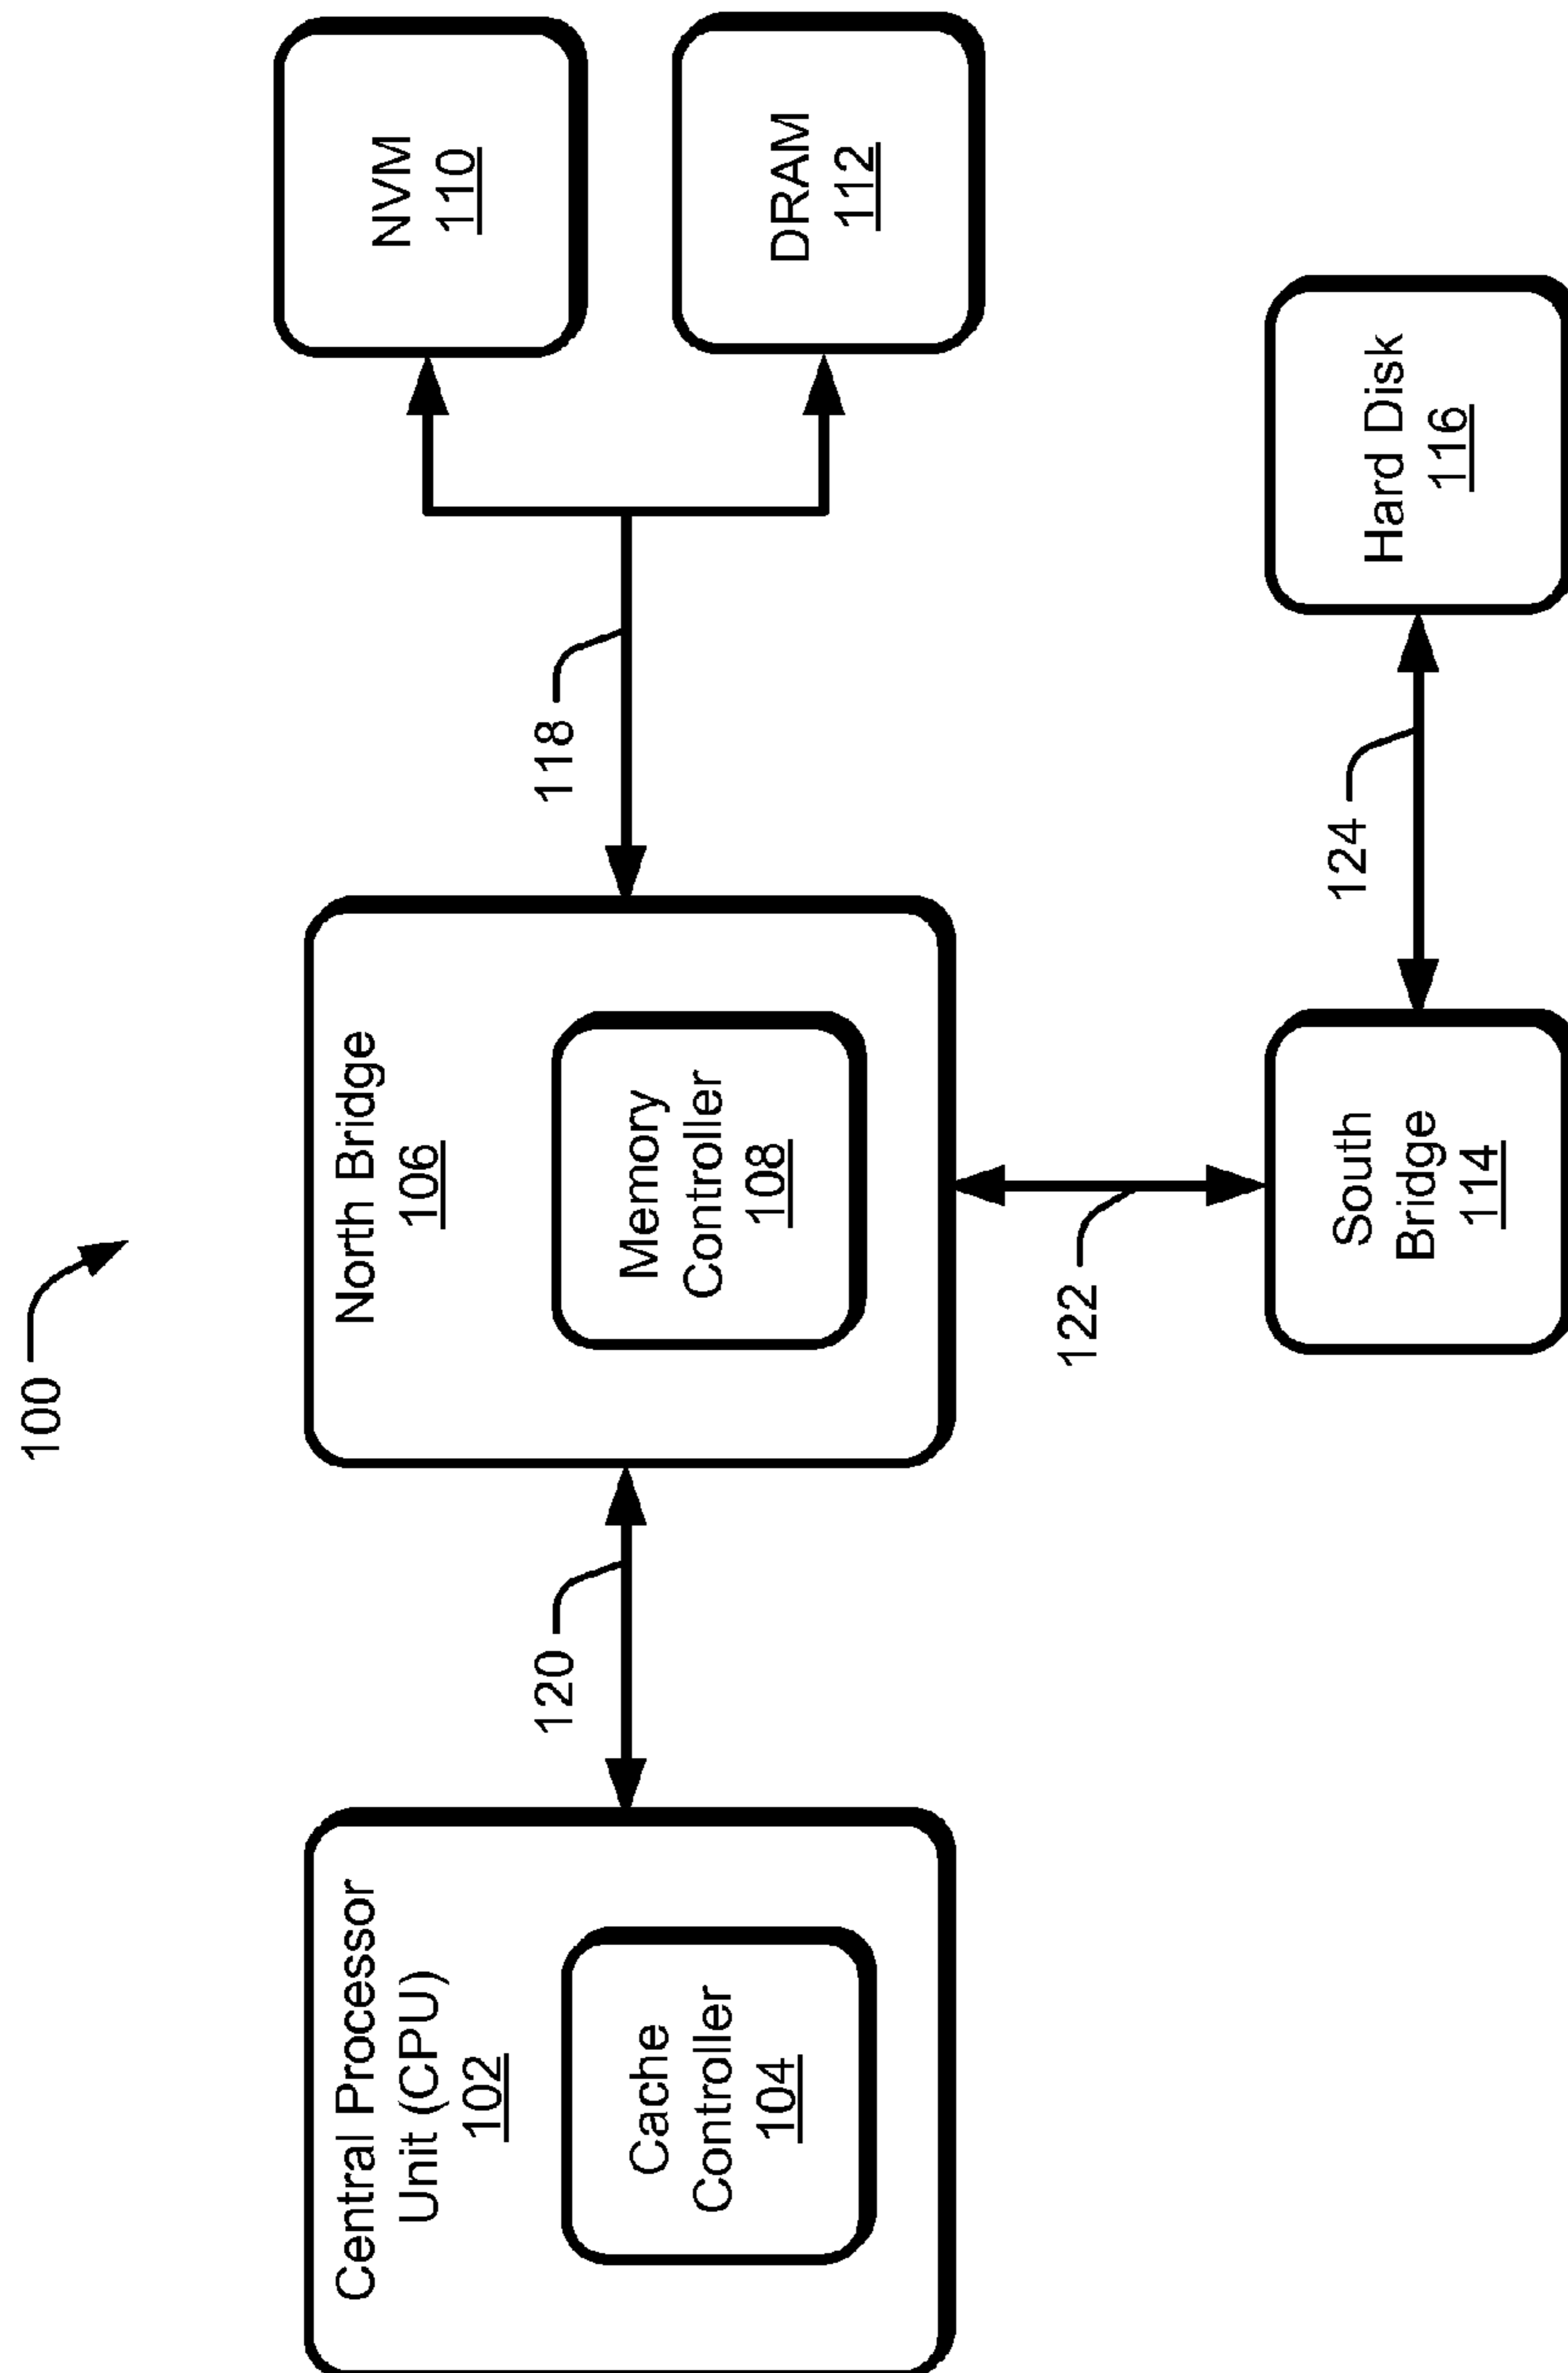 100
Central Processor
Unit (CPU)
102
Cache
Controller
104
120
North Bridge
106
Memory
Controller
108
118
NVM
110
DRAM
112
122
South
Bridge
114
124
Hard Disk
116